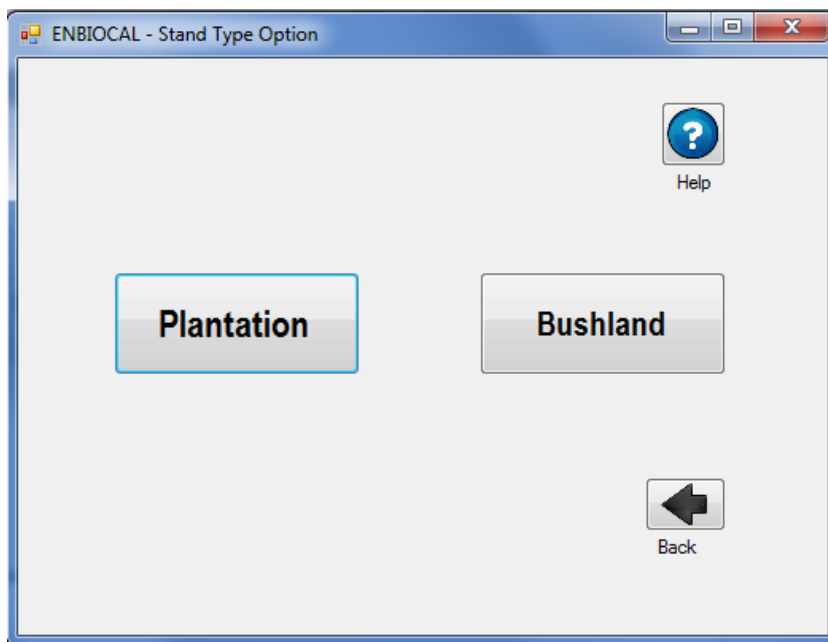 ENBIOCAL - Stand Type Option
?
Help
Plantation
Bushland
Back